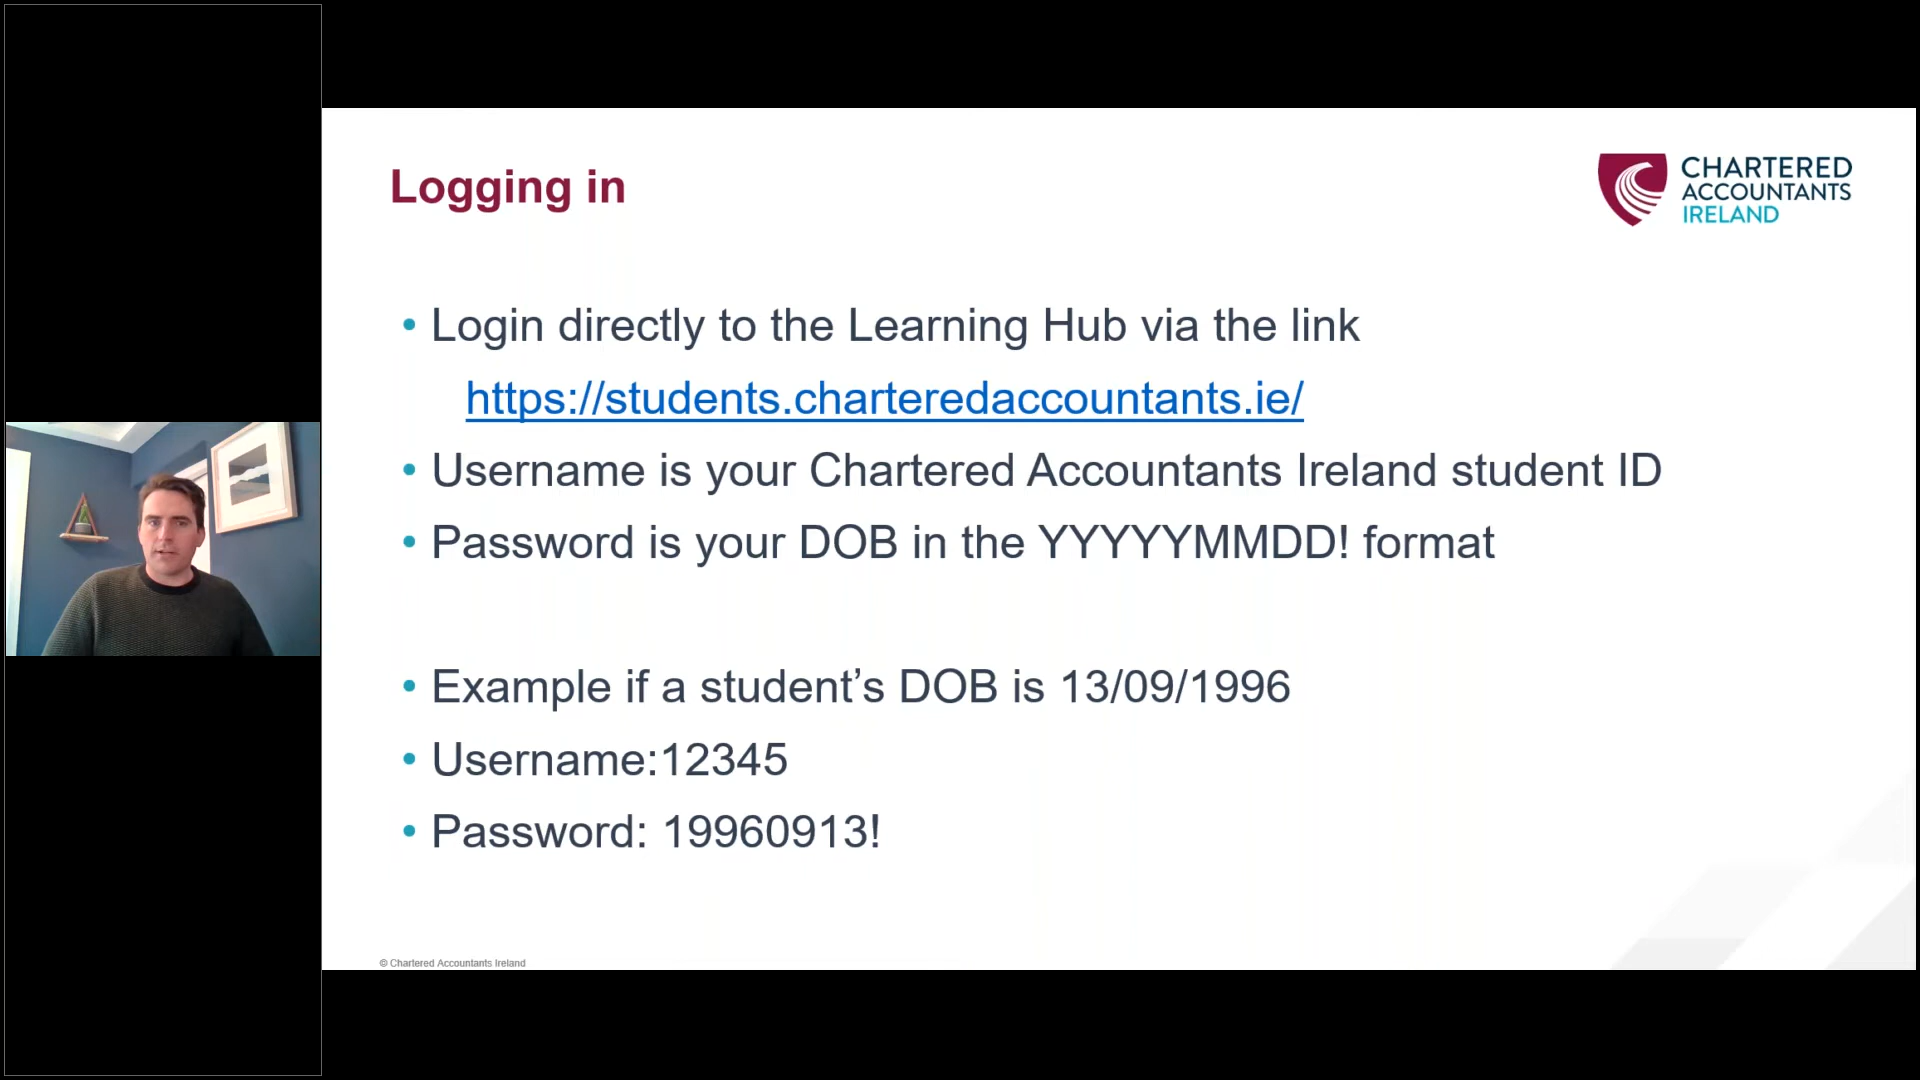 Logging in
CHARTERED
ACCOUNTANTS
IRELAND
• Login directly to the Learning Hub via the link
https://students.charteredaccountants.ie/
• Username is your Chartered Accountants Ireland student ID
• Password is your DOB in the YYYYYMMDD! format
• Example if a student’s DOB is 13/09/1996
• Username:12345
• Password: 19960913!
© Chartered Accountants Ireland